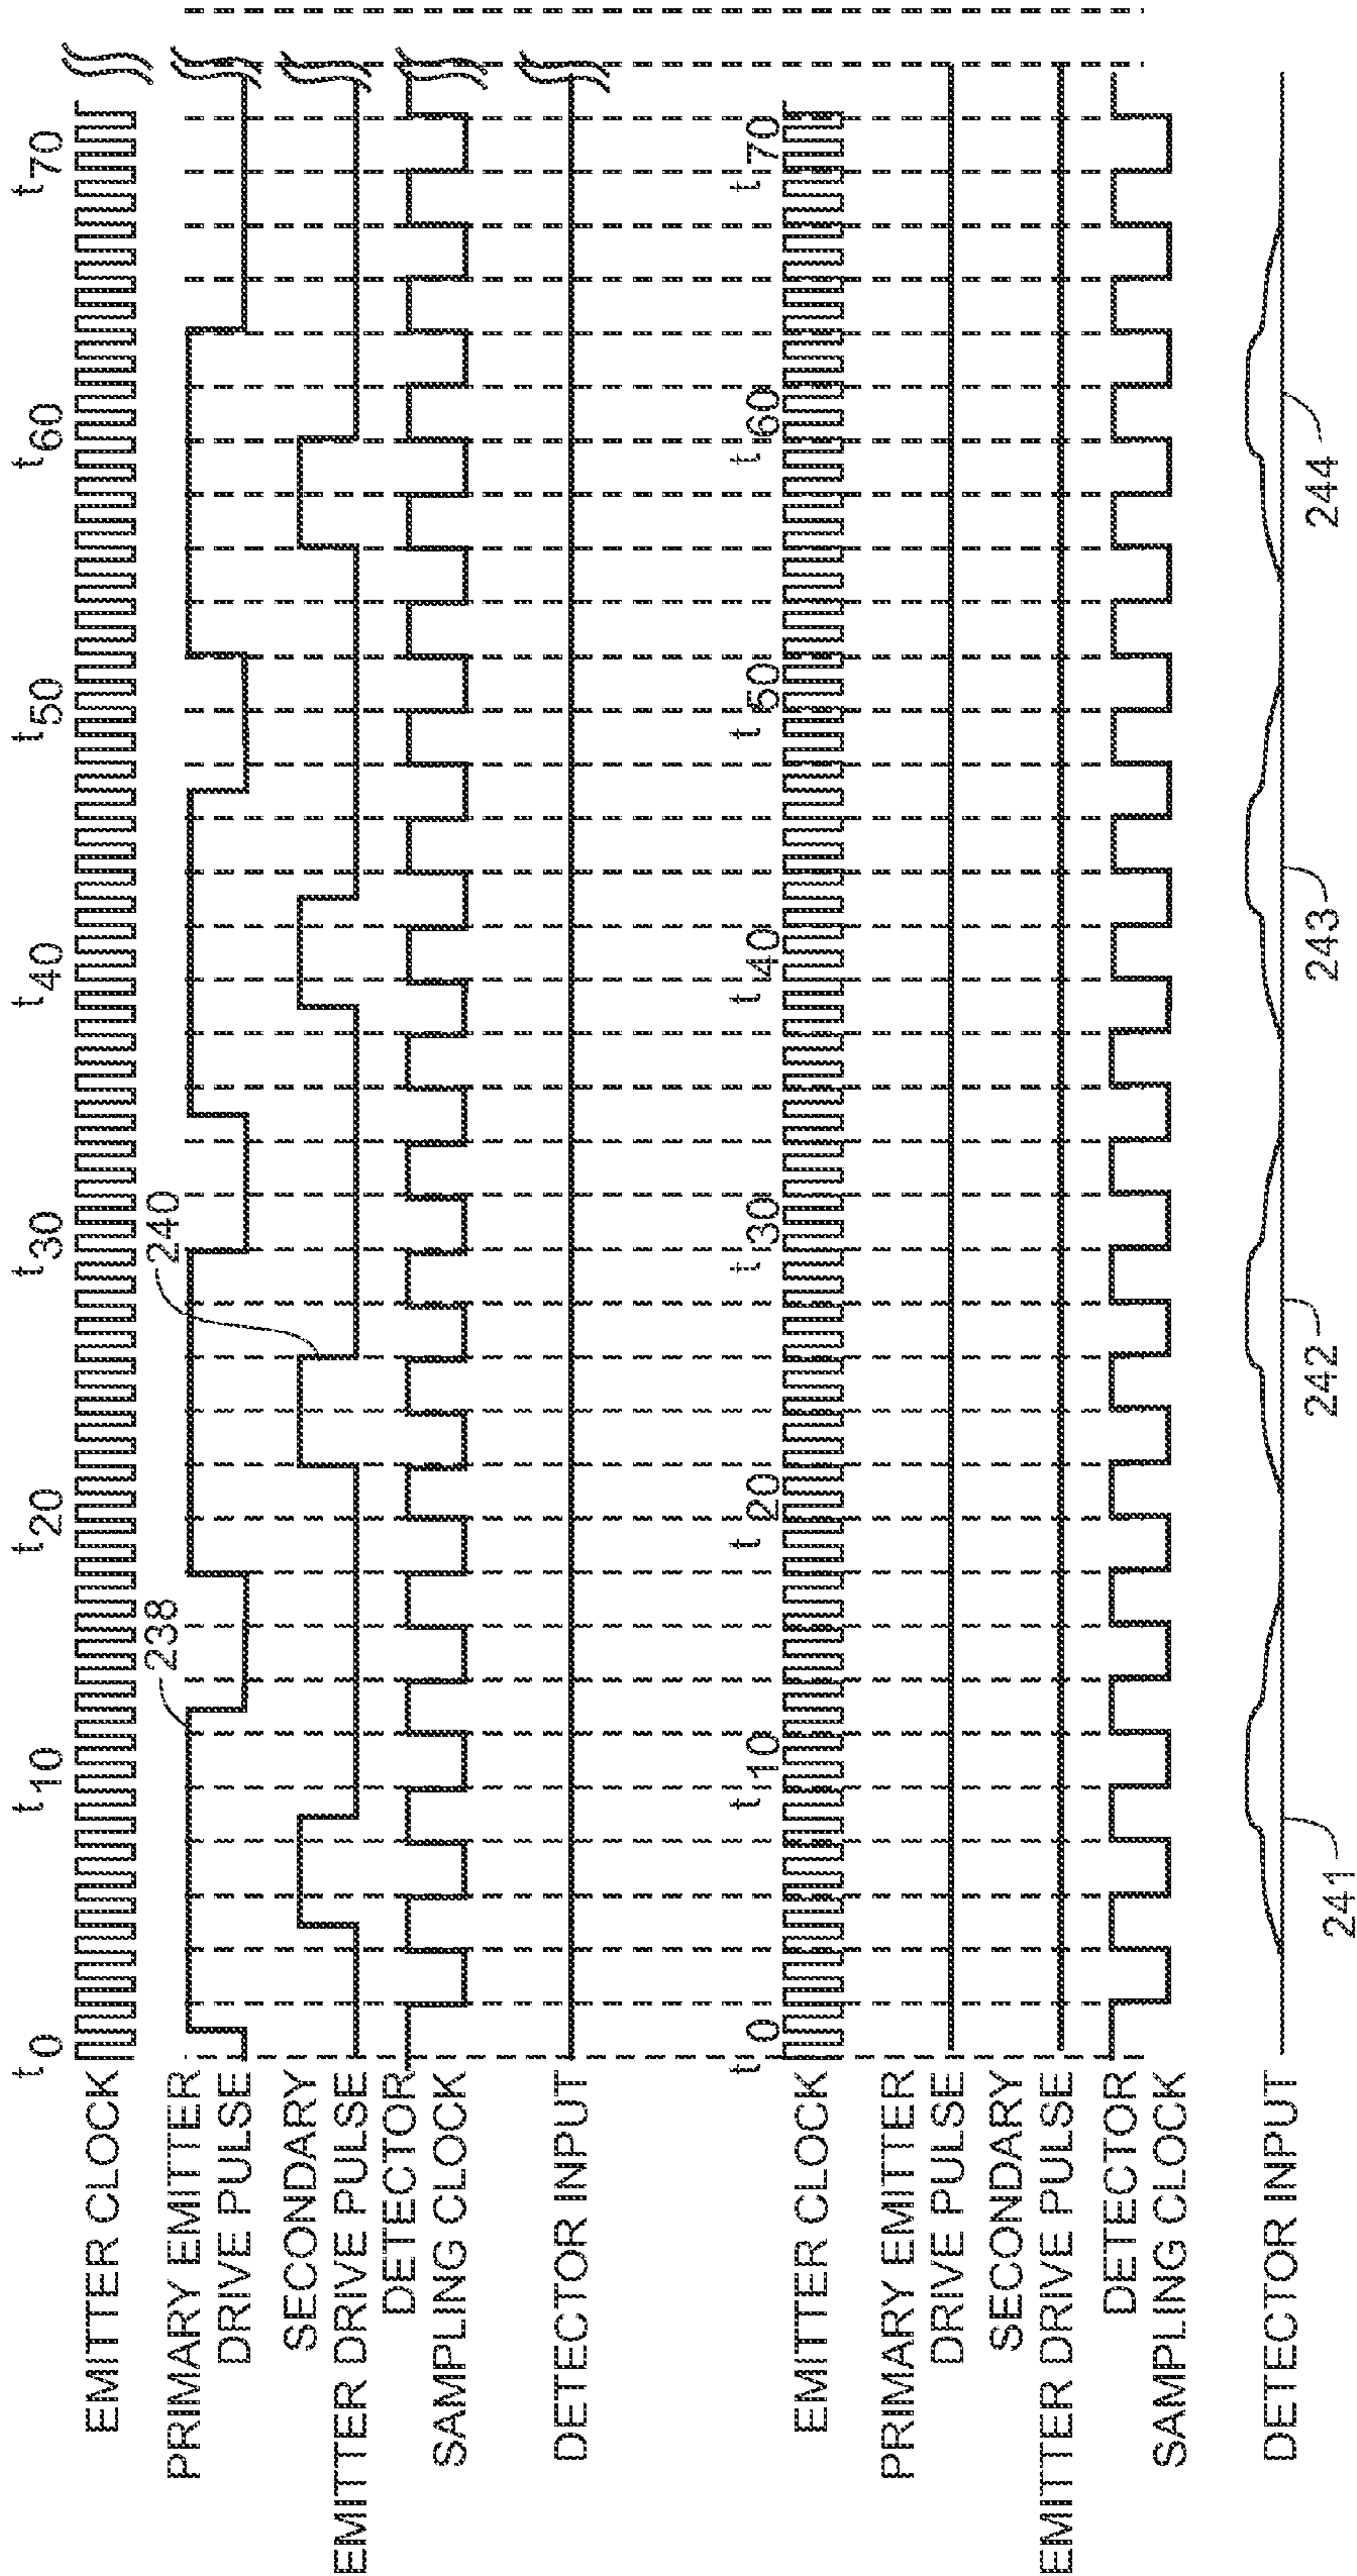 t0 t10 t20 t30 t40 t50 t60 t70
EMITTER CLOCK
238
240
PRIMARY EMITTER
DRIVE PULSE
SECONDARY
EMITTER DRIVE PULSE
DETECTOR
SAMPLING CLOCK
DETECTOR INPUT
t0 t10 t20 t30 t40 t50 t60 t70
EMITTER CLOCK
PRIMARY EMITTER
DRIVE PULSE
SECONDARY
EMITTER DRIVE PULSE
DETECTOR
SAMPLING CLOCK
DETECTOR INPUT
241 242 243 244